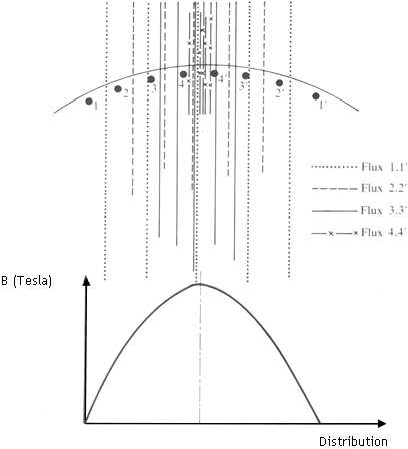 1 2 3 4 4' 3' 2' 1'
Flux 1.1'
Flux 2.2'
Flux 3.3'
Flux 4.4'
B (Tesla)
Distribution